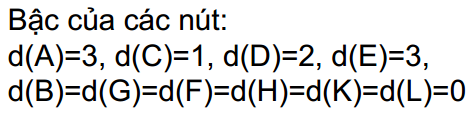 Bậc của các nút:
d(A)=3, d(C)=1, d(D)=2, d(E)=3,
d(B)=d(G)=d(F)=d(H)=d(K)=d(L)=0